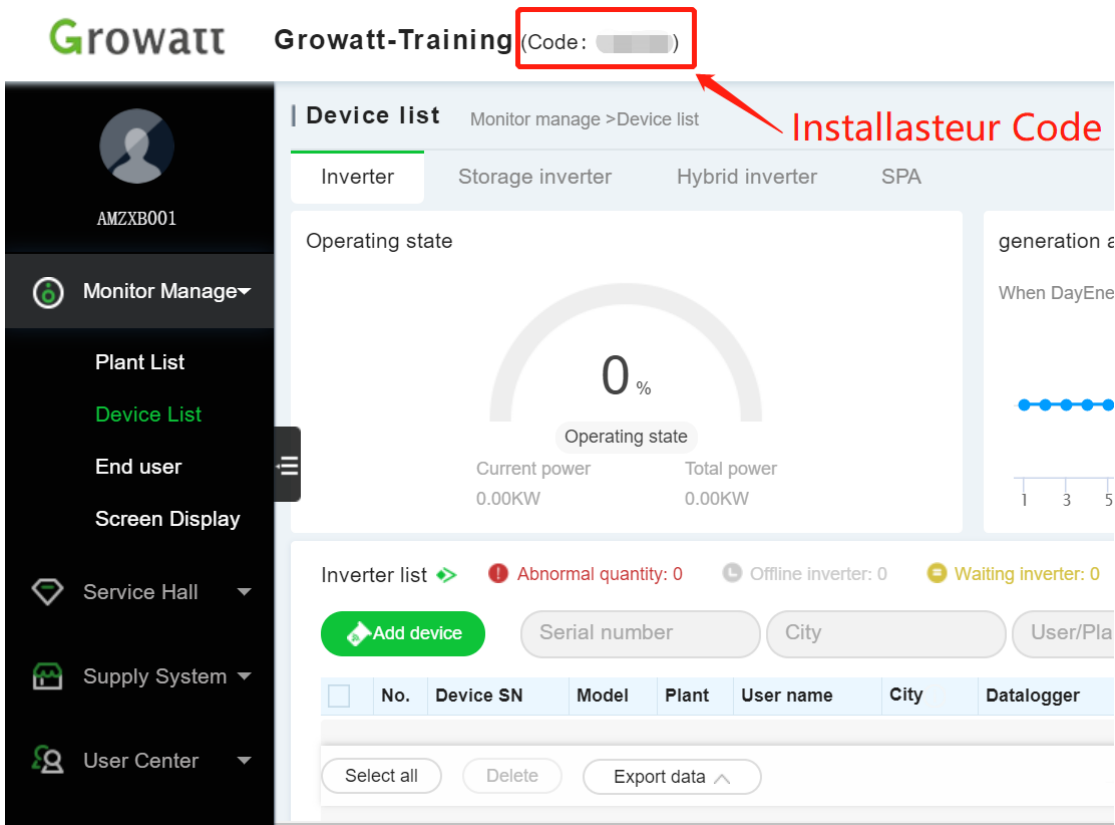 Growatt
Growatt-Training (Code: )
Device list
Monitor manage >Device list
Installasteur Code
Inverter
Storage inverter
Hybrid inverter
SPA
AMZXB001
Operating state
generation a
When DayEne
Monitor Manage
0 %
Plant List
Operating state
Device List
Current power
Total power
End user
0.00KW
0.00KW
1 3 5
Screen Display
Inverter list
Abnormal quantity: 0
Offline inverter: 0
Waiting inverter: 0
Service Hall
Add device
Serial number
City
User/Pla
Supply System
No.
Device SN
Model
Plant
User name
City
Datalogger
User Center
Select all
Delete
Export data